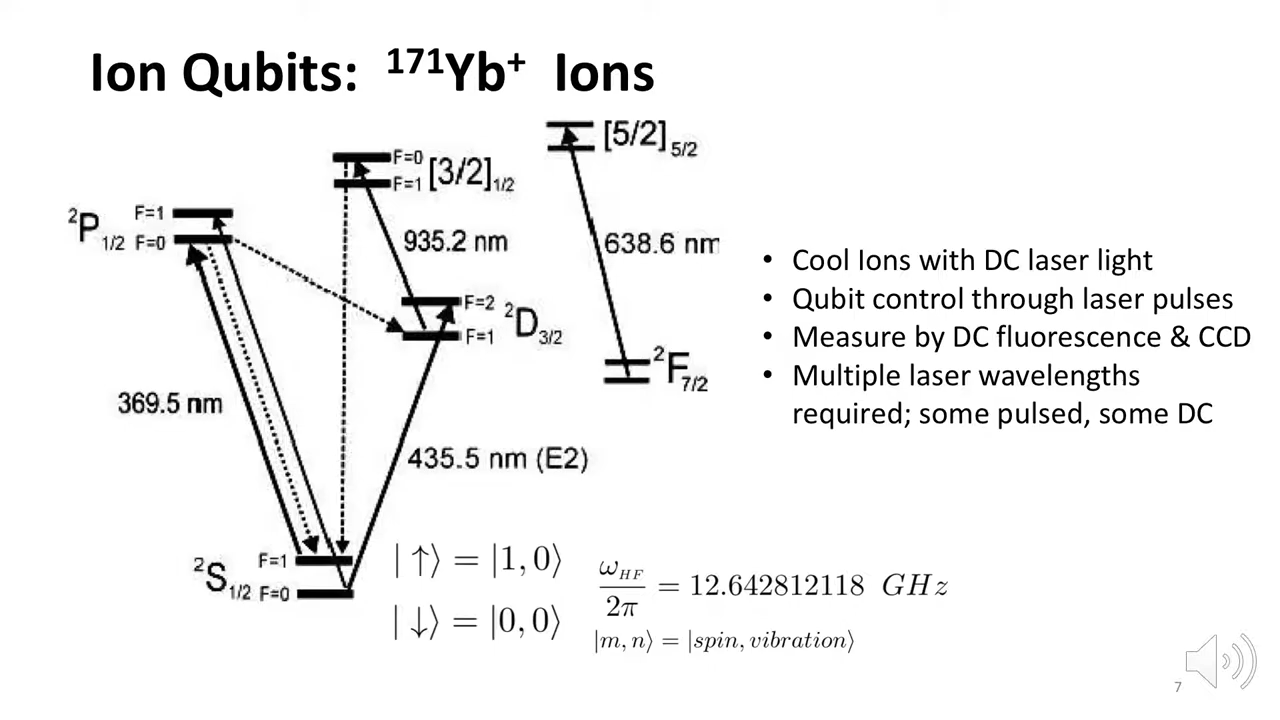 Ion Qubits: ¹⁷¹Yb⁺ Ions
[5/2] 5/2
F=0
F=1 [3/2]1/2
²P1/2 F=1
F=0
935.2 nm
638.6 nm
F=2 ²D3/2
F=1
²F7/2
369.5 nm
435.5 nm (E2)
²S1/2 F=1
F=0
|↑⟩ = |1,0⟩
|↓⟩ = |0,0⟩
ω_HF / 2π = 12.642812118 GHz
|m, n⟩ = |spin, vibration⟩
• Cool Ions with DC laser light
• Qubit control through laser pulses
• Measure by DC fluorescence & CCD
• Multiple laser wavelengths
required; some pulsed, some DC
7